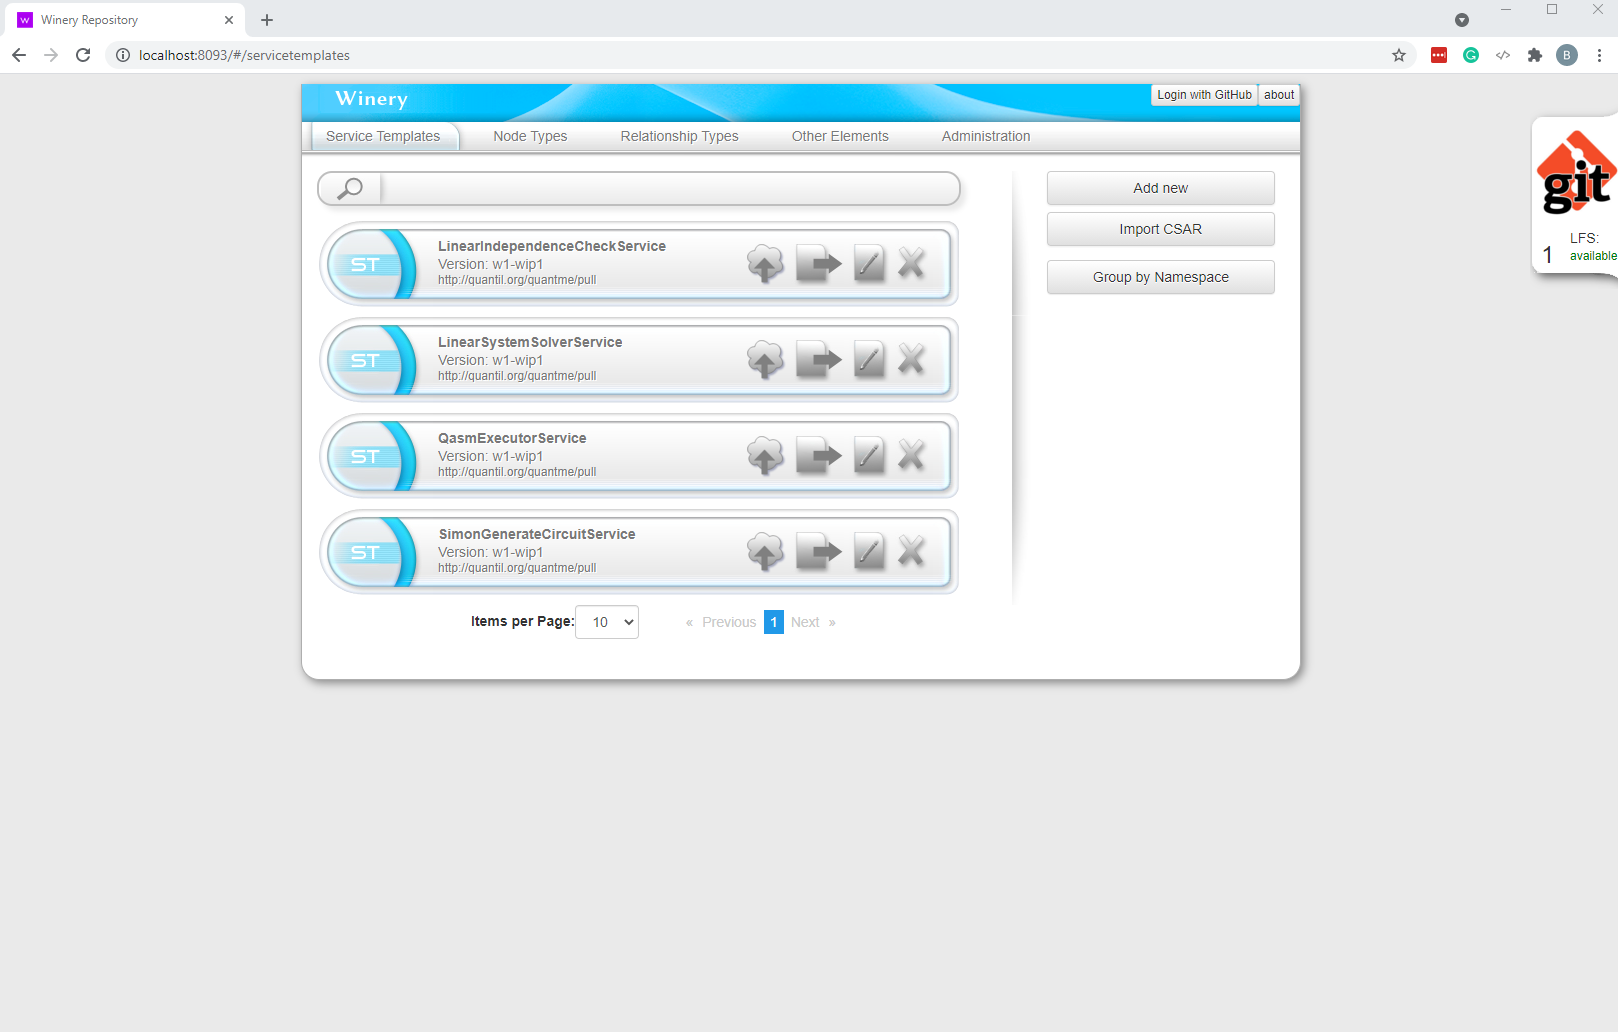 W Winery Repository
localhost:8093/#/servicetemplates
B
Winery
Login with GitHub about
Service Templates Node Types Relationship Types Other Elements Administration
ST
LinearIndependenceCheckService
Version: w1-wip1
http://quantil.org/quantme/pull
ST
LinearSystemSolverService
Version: w1-wip1
http://quantil.org/quantme/pull
ST
QasmExecutorService
Version: w1-wip1
http://quantil.org/quantme/pull
ST
SimonGenerateCircuitService
Version: w1-wip1
http://quantil.org/quantme/pull
Items per Page: 10 « Previous 1 Next »
Add new
Import CSAR
Group by Namespace
git
1 LFS:
available